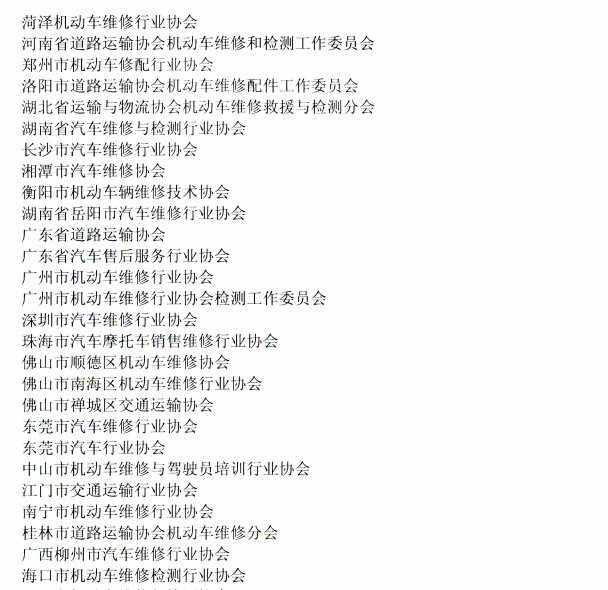 菏泽机动车维修行业协会
河南省道路运输协会机动车维修和检测工作委员会
郑州市机动车修配行业协会
洛阳市道路运输协会机动车维修配件工作委员会
湖北省运输与物流协会机动车维修救援与检测分会
湖南省汽车维修与检测行业协会
长沙市汽车维修行业协会
湘潭市汽车维修协会
衡阳市机动车辆维修技术协会
湖南省岳阳市汽车维修行业协会
广东省道路运输协会
广东省汽车售后服务行业协会
广州市机动车维修行业协会
广州市机动车维修行业协会检测工作委员会
深圳市汽车维修行业协会
珠海市汽车摩托车销售维修行业协会
佛山市顺德区机动车维修协会
佛山市南海区机动车维修行业协会
佛山市禅城区交通运输协会
东莞市汽车维修行业协会
东莞市汽车行业协会
中山市机动车维修与驾驶员培训行业协会
江门市交通运输行业协会
南宁市机动车维修行业协会
桂林市道路运输协会机动车维修分会
广西柳州市汽车维修行业协会
海口市机动车维修检测行业协会